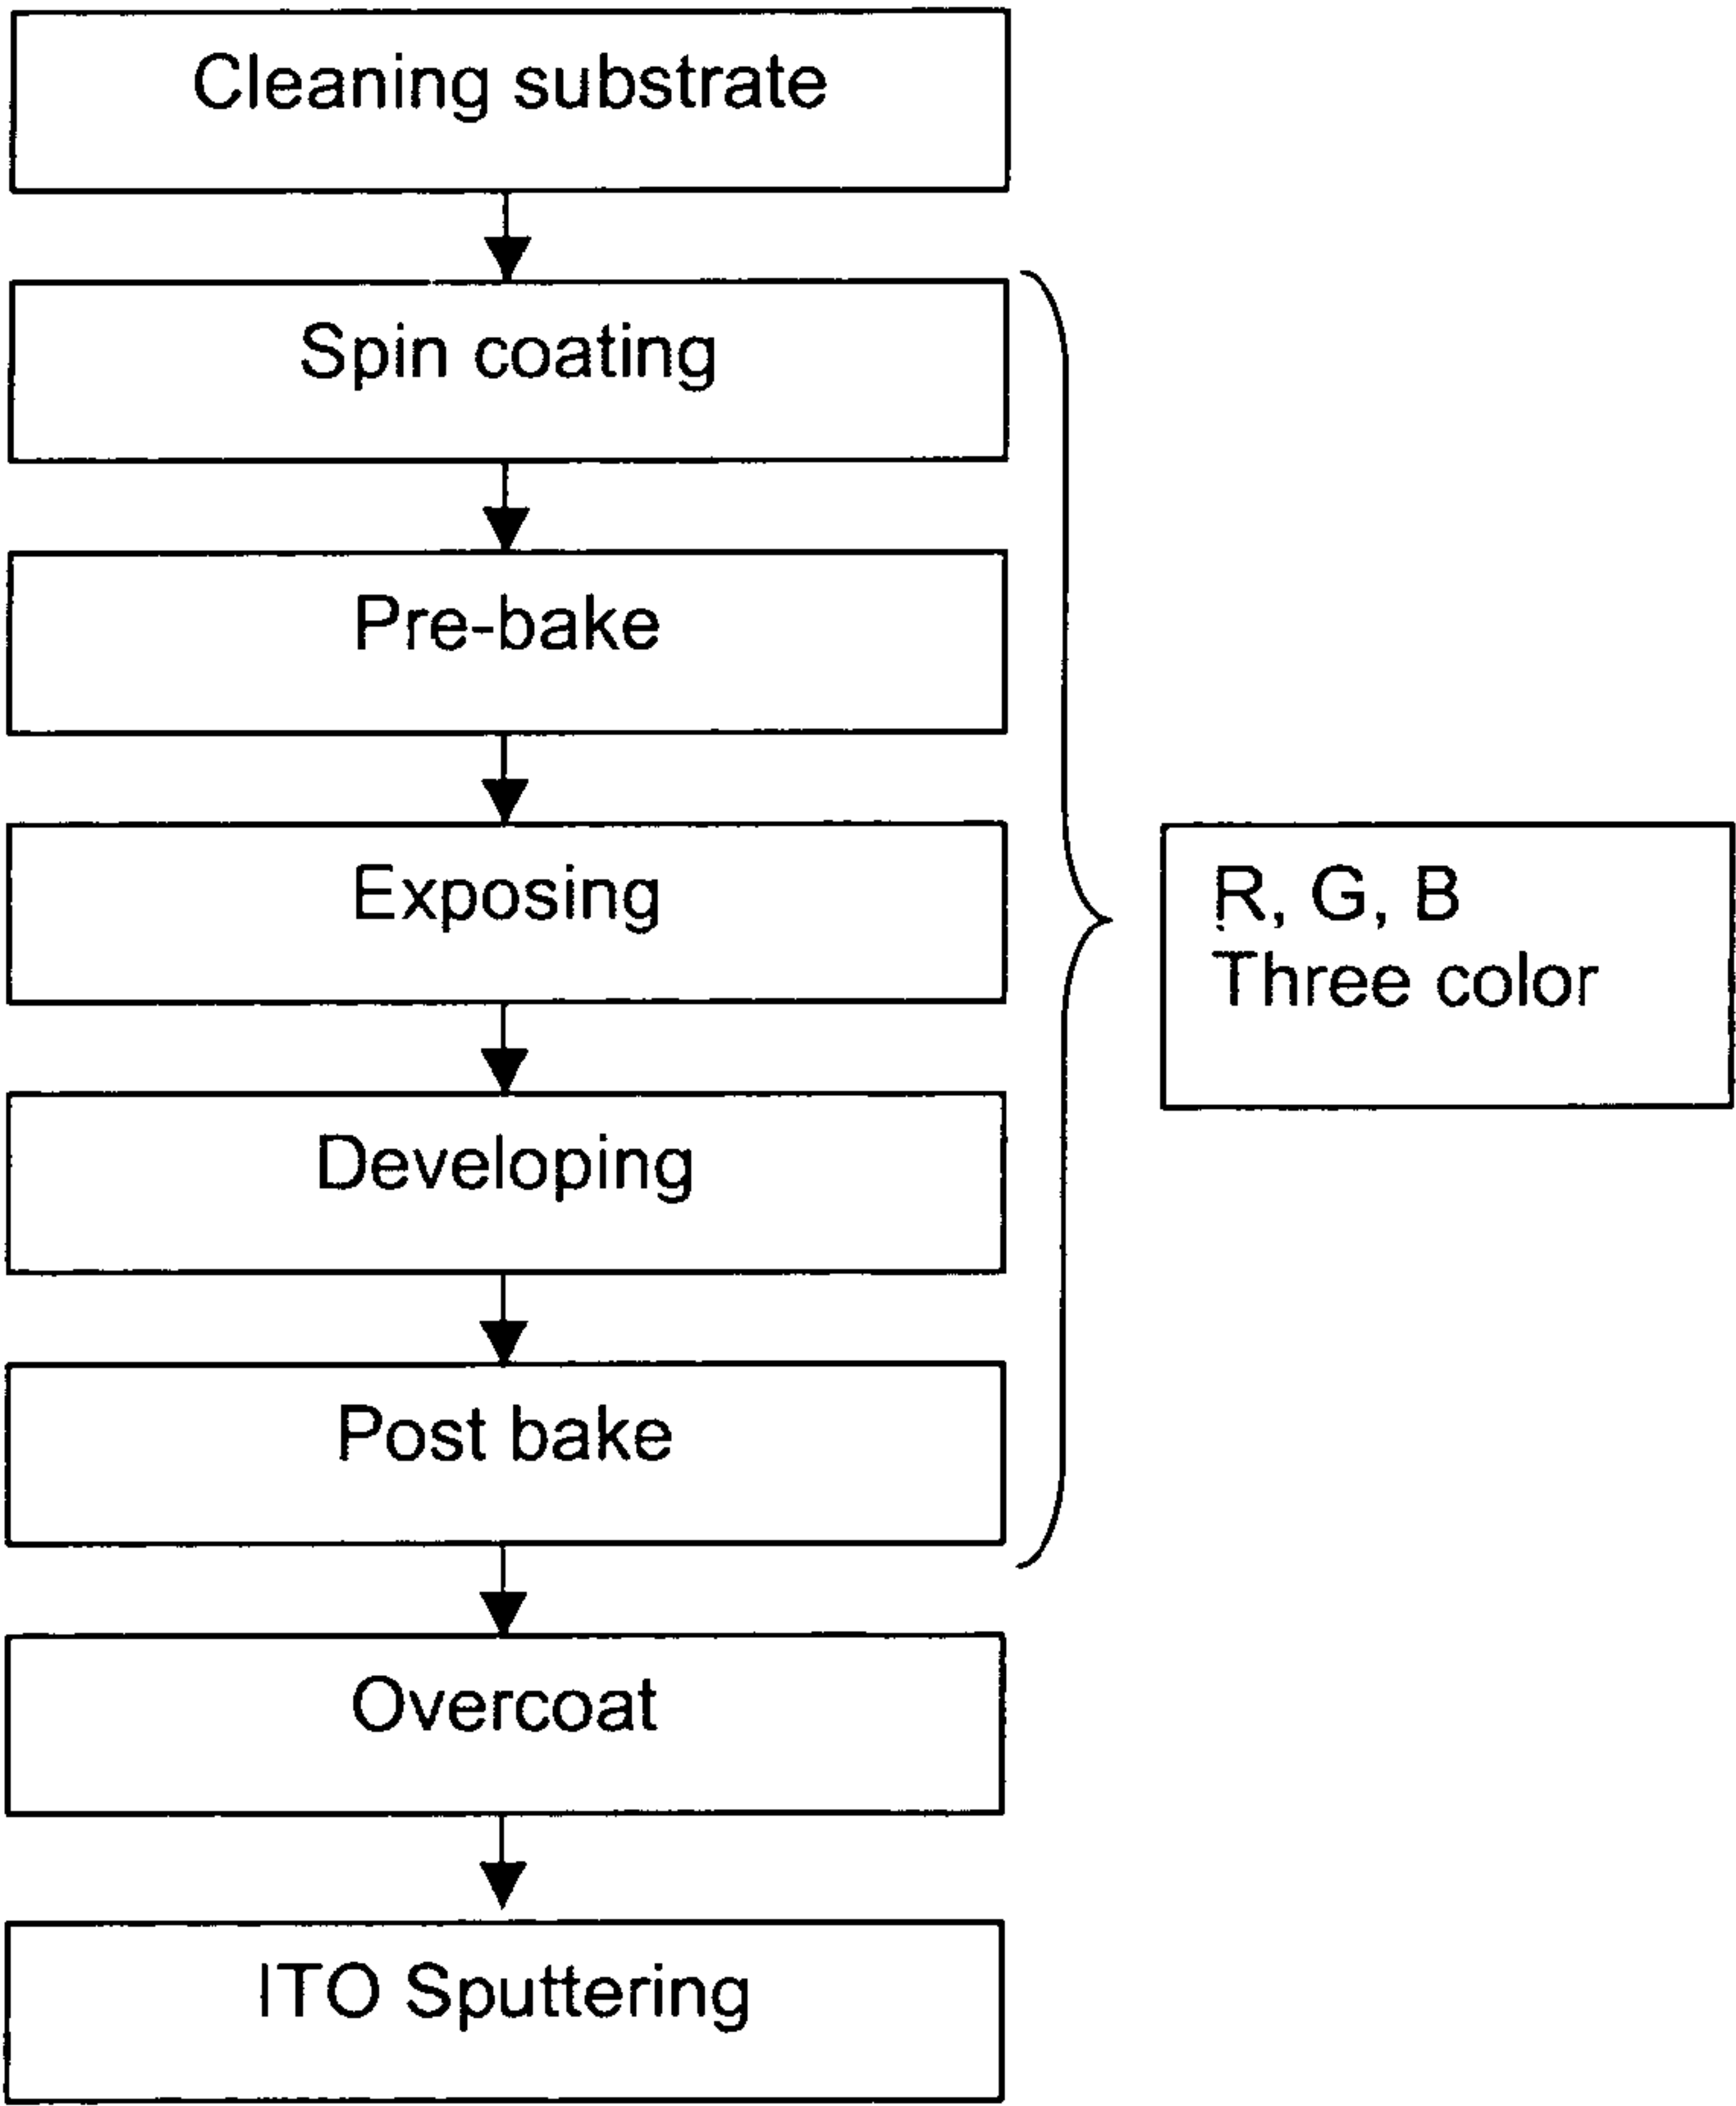 Cleaning substrate
Spin coating
Pre-bake
Exposing
R, G, B
Three color
Developing
Post bake
Overcoat
ITO Sputtering